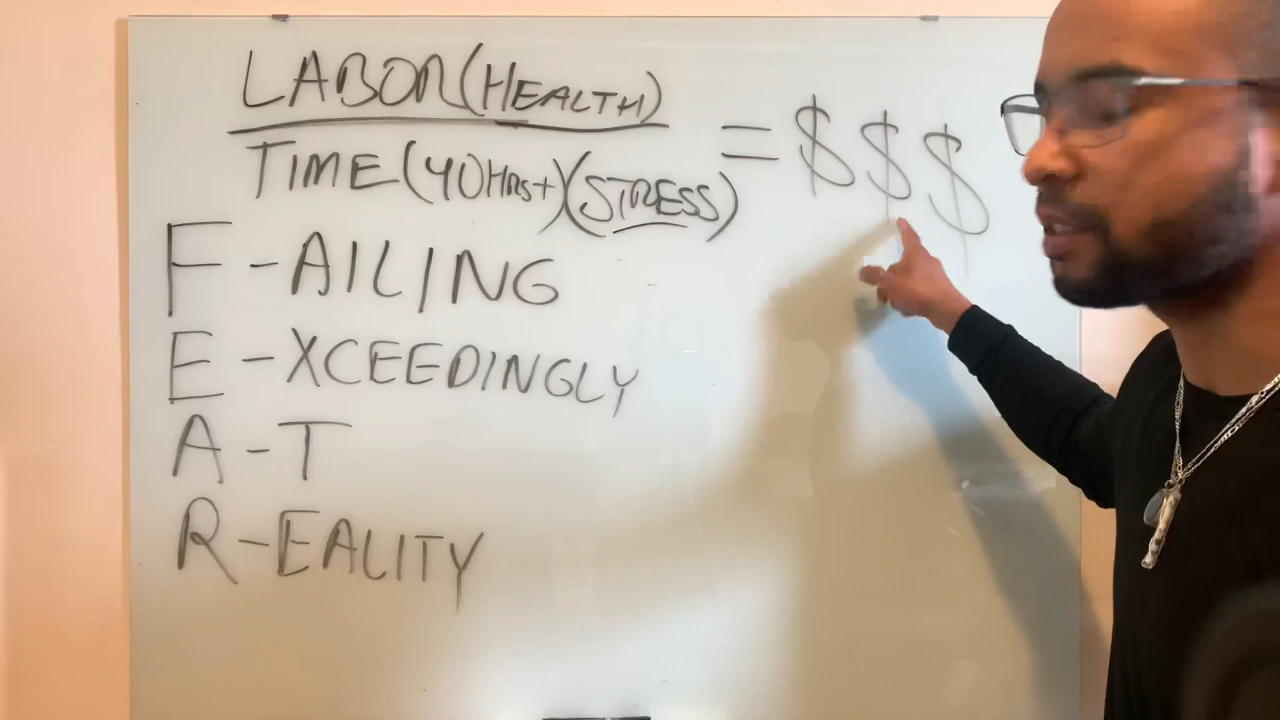 LABOR(HEALTH)
TIME(40HRS+)(STRESS) = $$$
F-AILING
E-XCEEDINGLY
A-T
R-EALITY